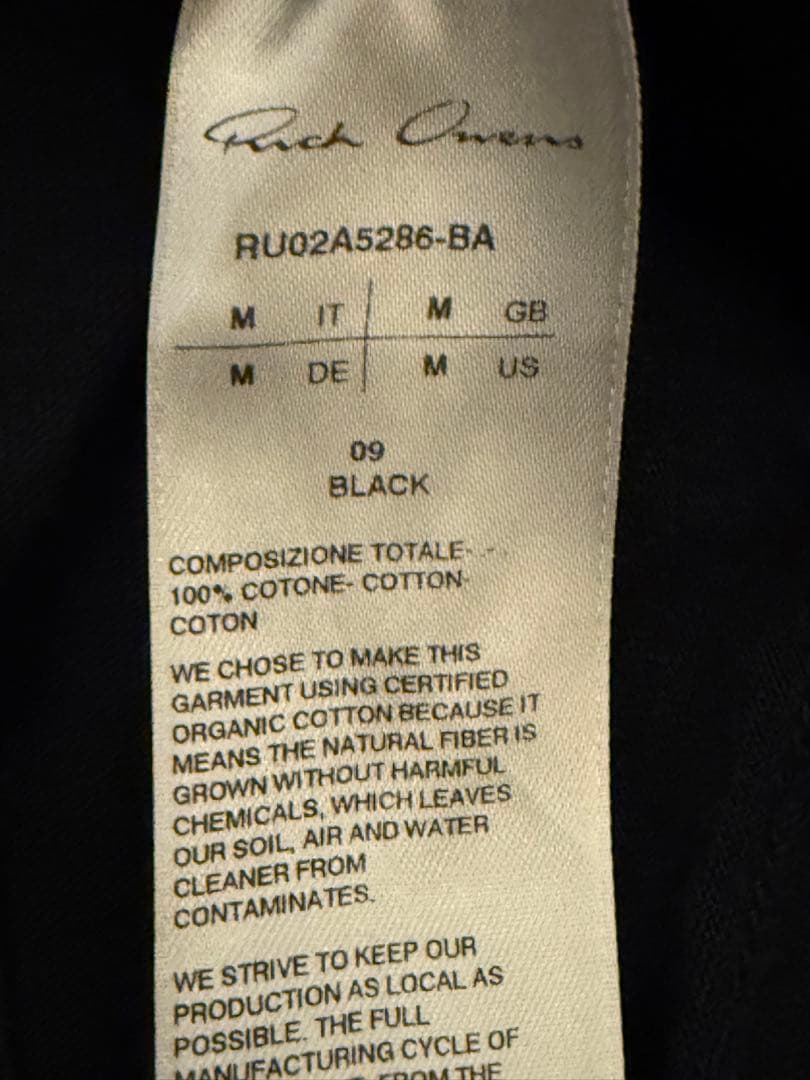 Rick Owens
RU02A5286-BA
M IT M GB
M DE M US
09
BLACK
COMPOSIZIONE TOTALE-
100% COTONE- COTTON-
COTON
WE CHOSE TO MAKE THIS
GARMENT USING CERTIFIED
ORGANIC COTTON BECAUSE IT
MEANS THE NATURAL FIBER IS
GROWN WITHOUT HARMFUL
CHEMICALS, WHICH LEAVES
OUR SOIL, AIR AND WATER
CLEANER FROM
CONTAMINATES.
WE STRIVE TO KEEP OUR
PRODUCTION AS LOCAL AS
POSSIBLE. THE FULL
MANUFACTURING CYCLE OF
FROM THE